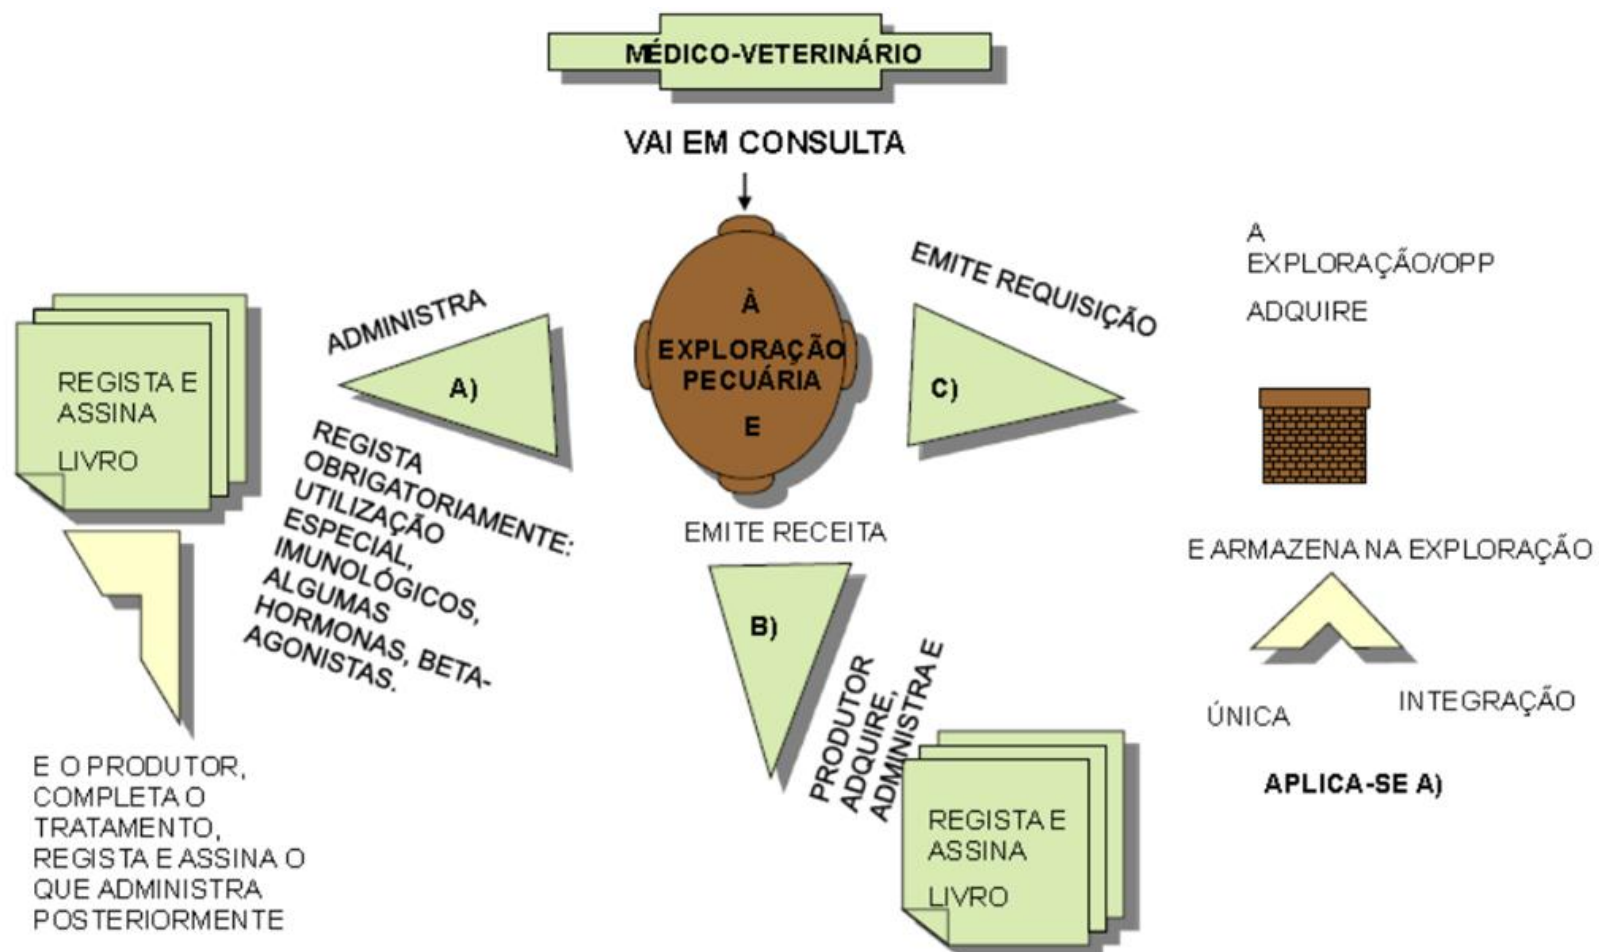 MÉDICO-VETERINÁRIO
VAI EM CONSULTA
À
EXPLORAÇÃO
PECUÁRIA
E
ADMINISTRA
A)
REGISTA E
ASSINA
LIVRO
REGISTA
OBRIGATORIAMENTE:
UTILIZAÇÃO
ESPECIAL,
IMUNOLÓGICOS,
ALGUMAS
HORMONAS, BETA-
AGONISTAS.
E O PRODUTOR,
COMPLETA O
TRATAMENTO,
REGISTA E ASSINA O
QUE ADMINISTRA
POSTERIORMENTE
EMITE RECEITA
B)
PRODUTOR
ADQUIRE,
ADMINISTRA E
REGISTA E
ASSINA
LIVRO
EMITE REQUISIÇÃO
C)
A
EXPLORAÇÃO/OPP
ADQUIRE
E ARMAZENA NA EXPLORAÇÃO
ÚNICA
INTEGRAÇÃO
APLICA-SE A)